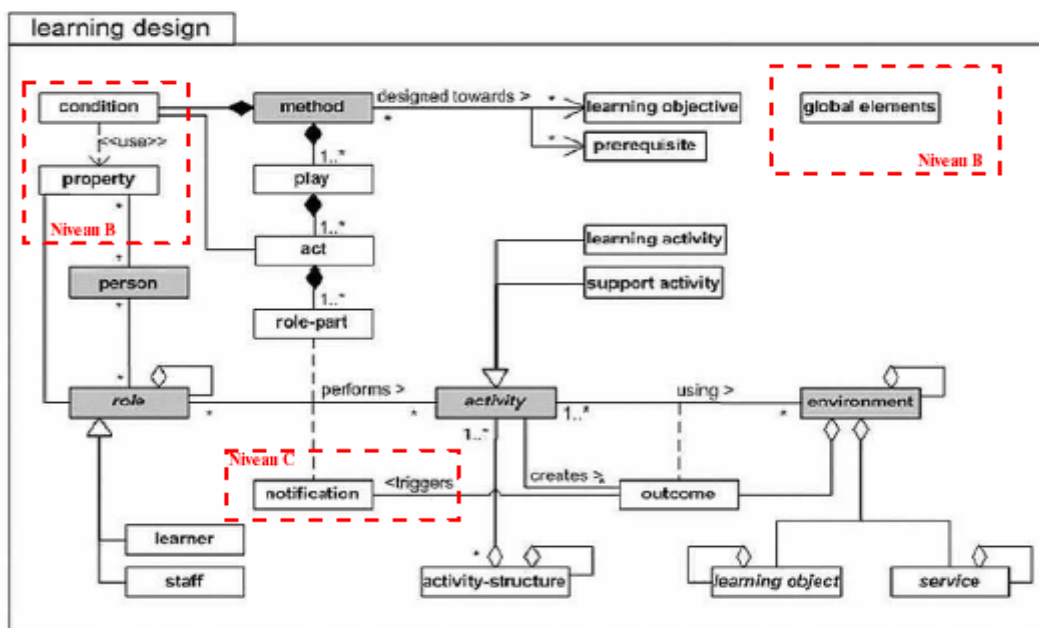 learning design
condition
method
designed towards >
*
*
learning objective
global elements
<<use>>
*
prerequisite
Niveau B
1..*
play
property
*
Niveau B
1..*
act
learning activity
*
person
support activity
*
1..*
role-part
*
role
performs >
*
*
activity
using >
1..*
*
environment
1..*
Niveau C
notification
<triggers
creates >
*
outcome
learner
staff
*
activity-structure
learning object
service